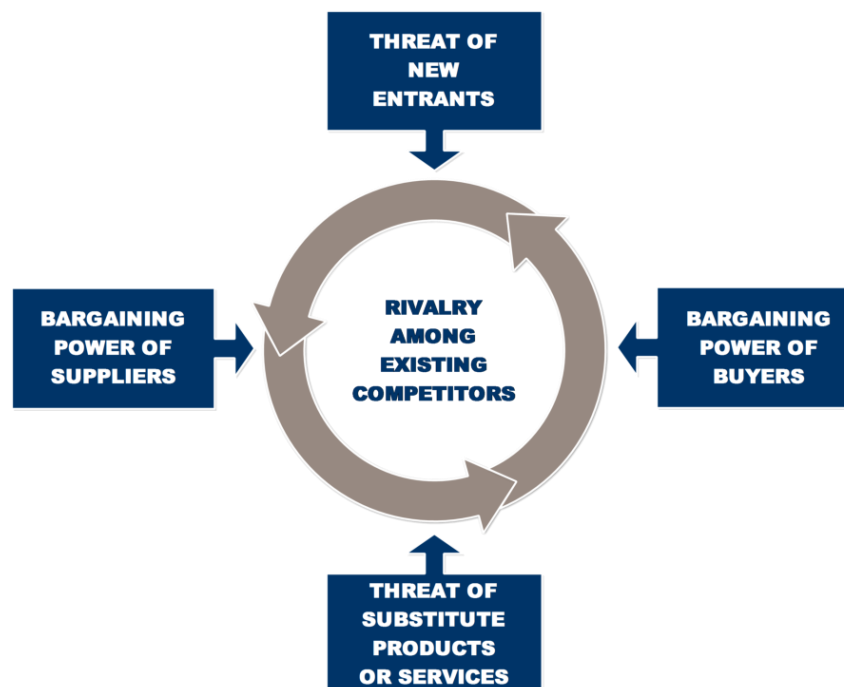 THREAT OF
NEW
ENTRANTS
BARGAINING
POWER OF
SUPPLIERS
RIVALRY
AMONG
EXISTING
COMPETITORS
BARGAINING
POWER OF
BUYERS
THREAT OF
SUBSTITUTE
PRODUCTS
OR SERVICES